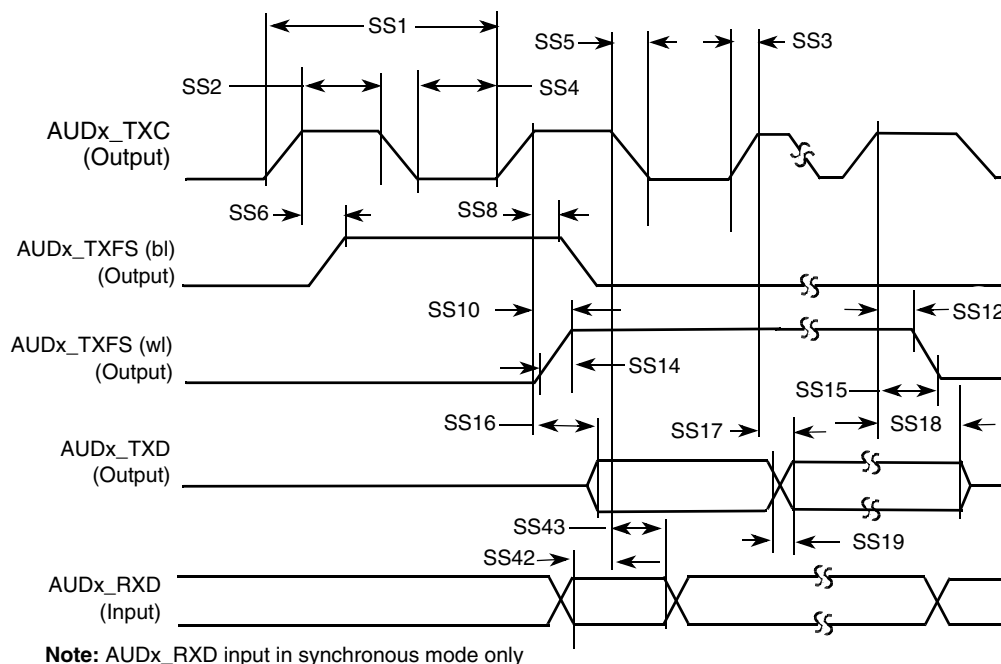 SS1
SS5
SS3
SS2
SS4
AUDx_TXC
(Output)
SS6
SS8
AUDx_TXFS (bl)
(Output)
SS10
SS12
AUDx_TXFS (wl)
(Output)
SS14
SS15
SS16
SS17
SS18
AUDx_TXD
(Output)
SS43
SS19
SS42
AUDx_RXD
(Input)
Note: AUDx_RXD input in synchronous mode only